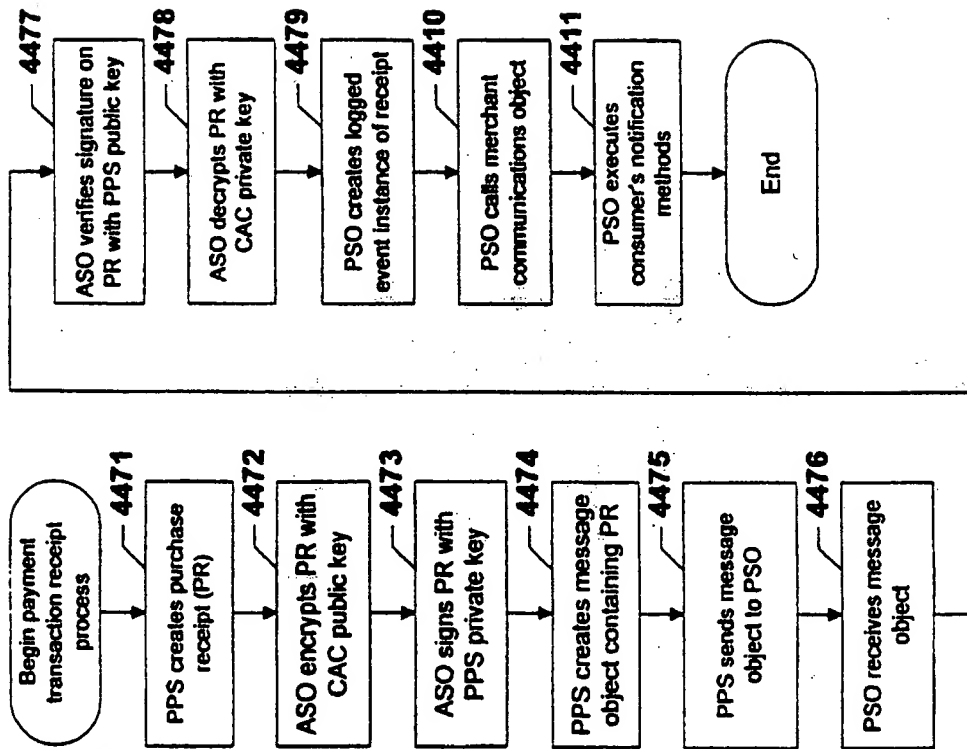 Begin payment
transaction receipt
process
4471
PPS creates purchase
receipt (PR)
4472
ASO encrypts PR with
CAC public key
4473
ASO signs PR with
PPS private key
4474
PPS creates message
object containing PR
4475
PPS sends message
object to PSO
4476
PSO receives message
object
4477
ASO verifies signature on
PR with PPS public key
4478
ASO decrypts PR with
CAC private key
4479
PSO creates logged
event instance of receipt
4410
PSO calls merchant
communications object
4411
PSO executes
consumer's notification
methods
End